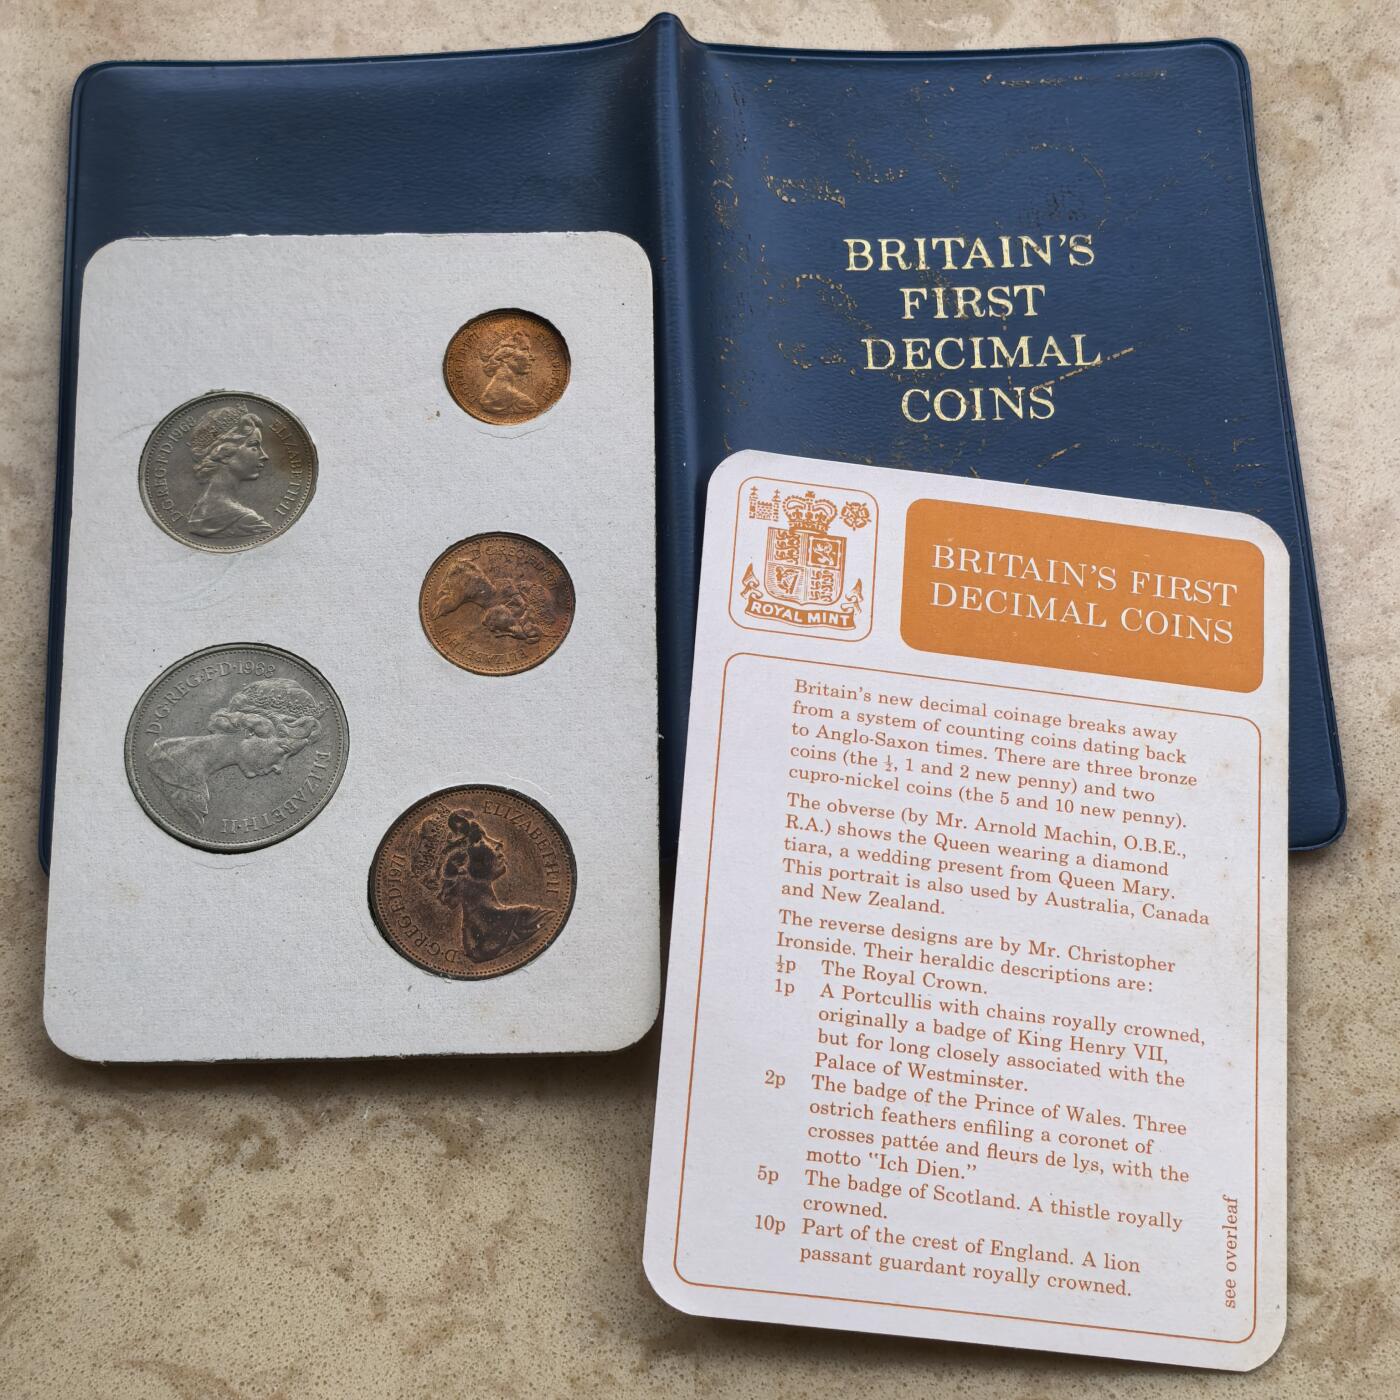 BRITAIN'S
FIRST
DECIMAL
COINS
ELIZABETH·II
D·G·REG·F·D·1968
D·G·REG·F·D·1968
ELIZABETH·II
D·G·REG·F·D·1971
ELIZABETH·II
D·G·REG·F·D·1971
ELIZABETH·II
ROYAL MINT
BRITAIN'S FIRST
DECIMAL COINS
Britain's new decimal coinage breaks away
from a system of counting coins dating back
to Anglo-Saxon times. There are three bronze
coins (the ½, 1 and 2 new penny) and two
cupro-nickel coins (the 5 and 10 new penny).
The obverse (by Mr. Arnold Machin, O.B.E.,
R.A.) shows the Queen wearing a diamond
tiara, a wedding present from Queen Mary.
This portrait is also used by Australia, Canada
and New Zealand.
The reverse designs are by Mr. Christopher
Ironside. Their heraldic descriptions are:
½p The Royal Crown.
1p A Portcullis with chains royally crowned,
originally a badge of King Henry VII,
but for long closely associated with the
Palace of Westminster.
2p The badge of the Prince of Wales. Three
ostrich feathers enfiling a coronet of
crosses pattée and fleurs de lys, with the
motto "Ich Dien."
5p The badge of Scotland. A thistle royally
crowned.
10p Part of the crest of England. A lion
passant guardant royally crowned.
see overleaf